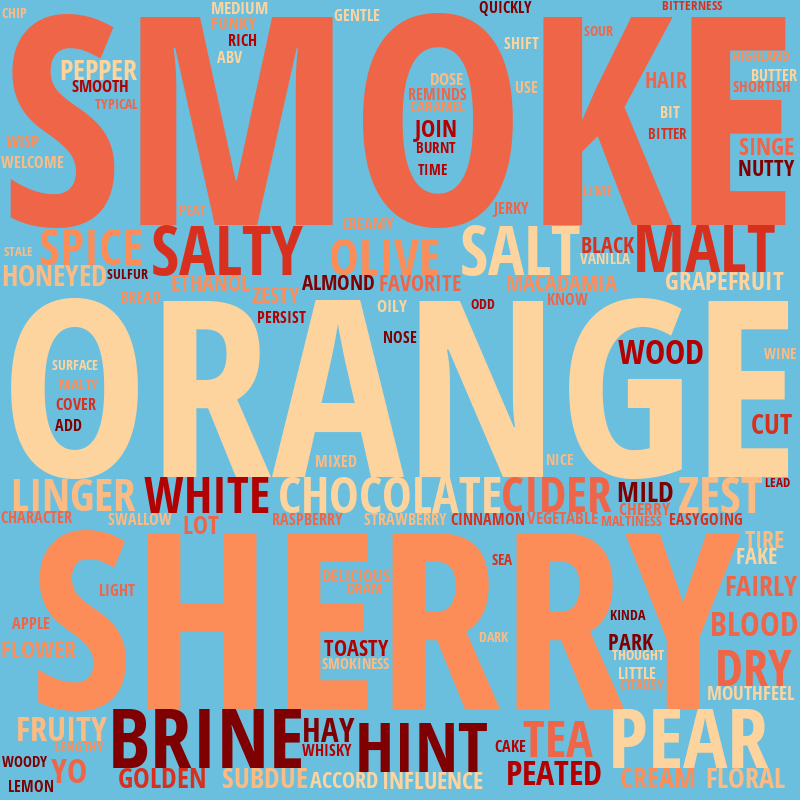 CHIP
MEDIUM
FUNKY
RICH
ABV
GENTLE
QUICKLY
SHIFT
SOUR
BITTERNESS
SMOKE
PEPPER
SMOOTH
TYPICAL
WISP
WELCOME
PEAT
DOSE
REMINDS
CARAMEL
JOIN
BURNT
TIME
USE
HAIR
BIT
BITTER
HIGHLAND
BUTTER
SHORTISH
SINGE
NUTTY
LIME
JERKY
CREAMY
STALE
SPICE
SALTY
OLIVE
SALT
BLACK
VANILLA
MALT
HONEYED
SULFUR
ETHANOL
ALMOND
FAVORITE
MACADAMIA
GRAPEFRUIT
BREAD
ZESTY
PERSIST
OILY
ODD
KNOW
NOSE
ORANGE
SURFACE
MALTY
COVER
ADD
WOOD
WINE
CUT
MIXED
NICE
LINGER
WHITE
CHOCOLATE
CIDER
MILD
ZEST
LEAD
CHARACTER
SWALLOW
LOT
RASPBERRY
STRAWBERRY
CINNAMON
VEGETABLE
CHERRY
MALTINESS
EASYGOING
SHERRY
TIRE
FAKE
SEA
DELICIOUS
DRAM
LIGHT
FAIRLY
APPLE
FLOWER
KINDA
BLOOD
PARK
THOUGHT
DARK
TOASTY
SMOKINESS
LITTLE
DRY
MOUTHFEEL
FRUITY
LENGTHY
BRINE
HAY
WHISKY
HINT
CAKE
TEA
PEAR
WOODY
YO
LEMON
GOLDEN
SUBDUE
ACCORD
INFLUENCE
PEATED
CREAM
FLORAL